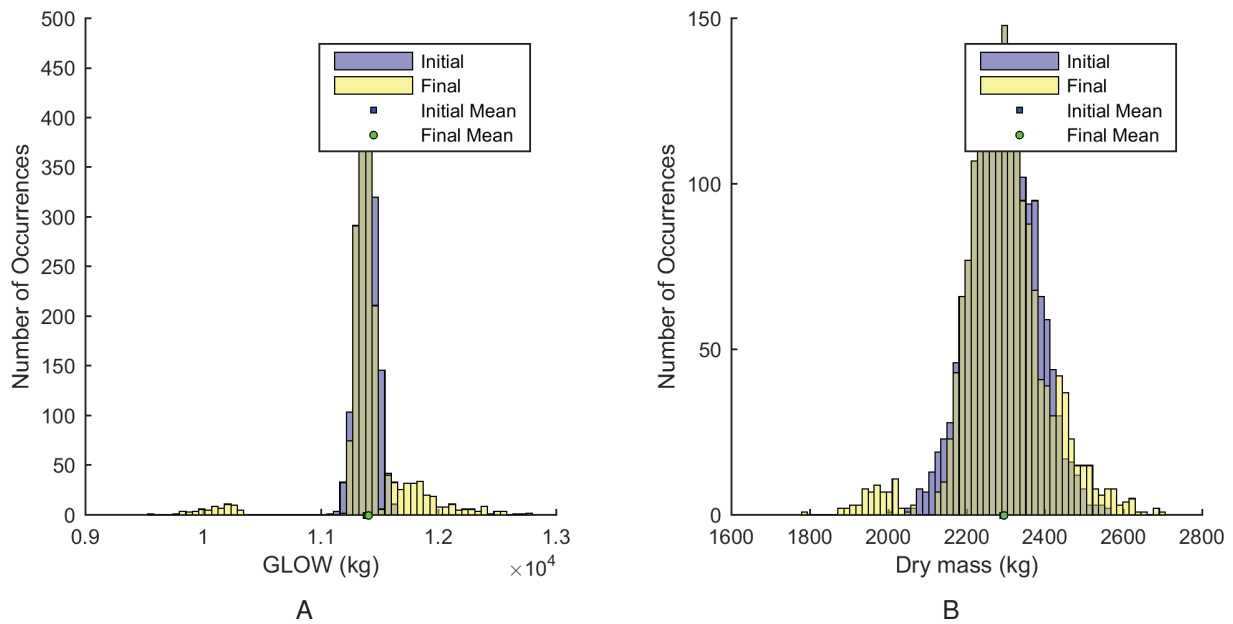 500
450
400
350
300
250
200
150
100
50
0
Number of Occurrences
0.9
1
1.1
1.2
1.3
GLOW (kg)
×10⁴
Initial
Final
Initial Mean
Final Mean
A
150
100
50
0
Number of Occurrences
1600
1800
2000
2200
2400
2600
2800
Dry mass (kg)
Initial
Final
Initial Mean
Final Mean
B